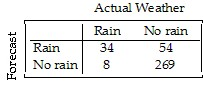 Actual Weather
Rain No rain
Forecast
Rain 34 54
No rain 8 269